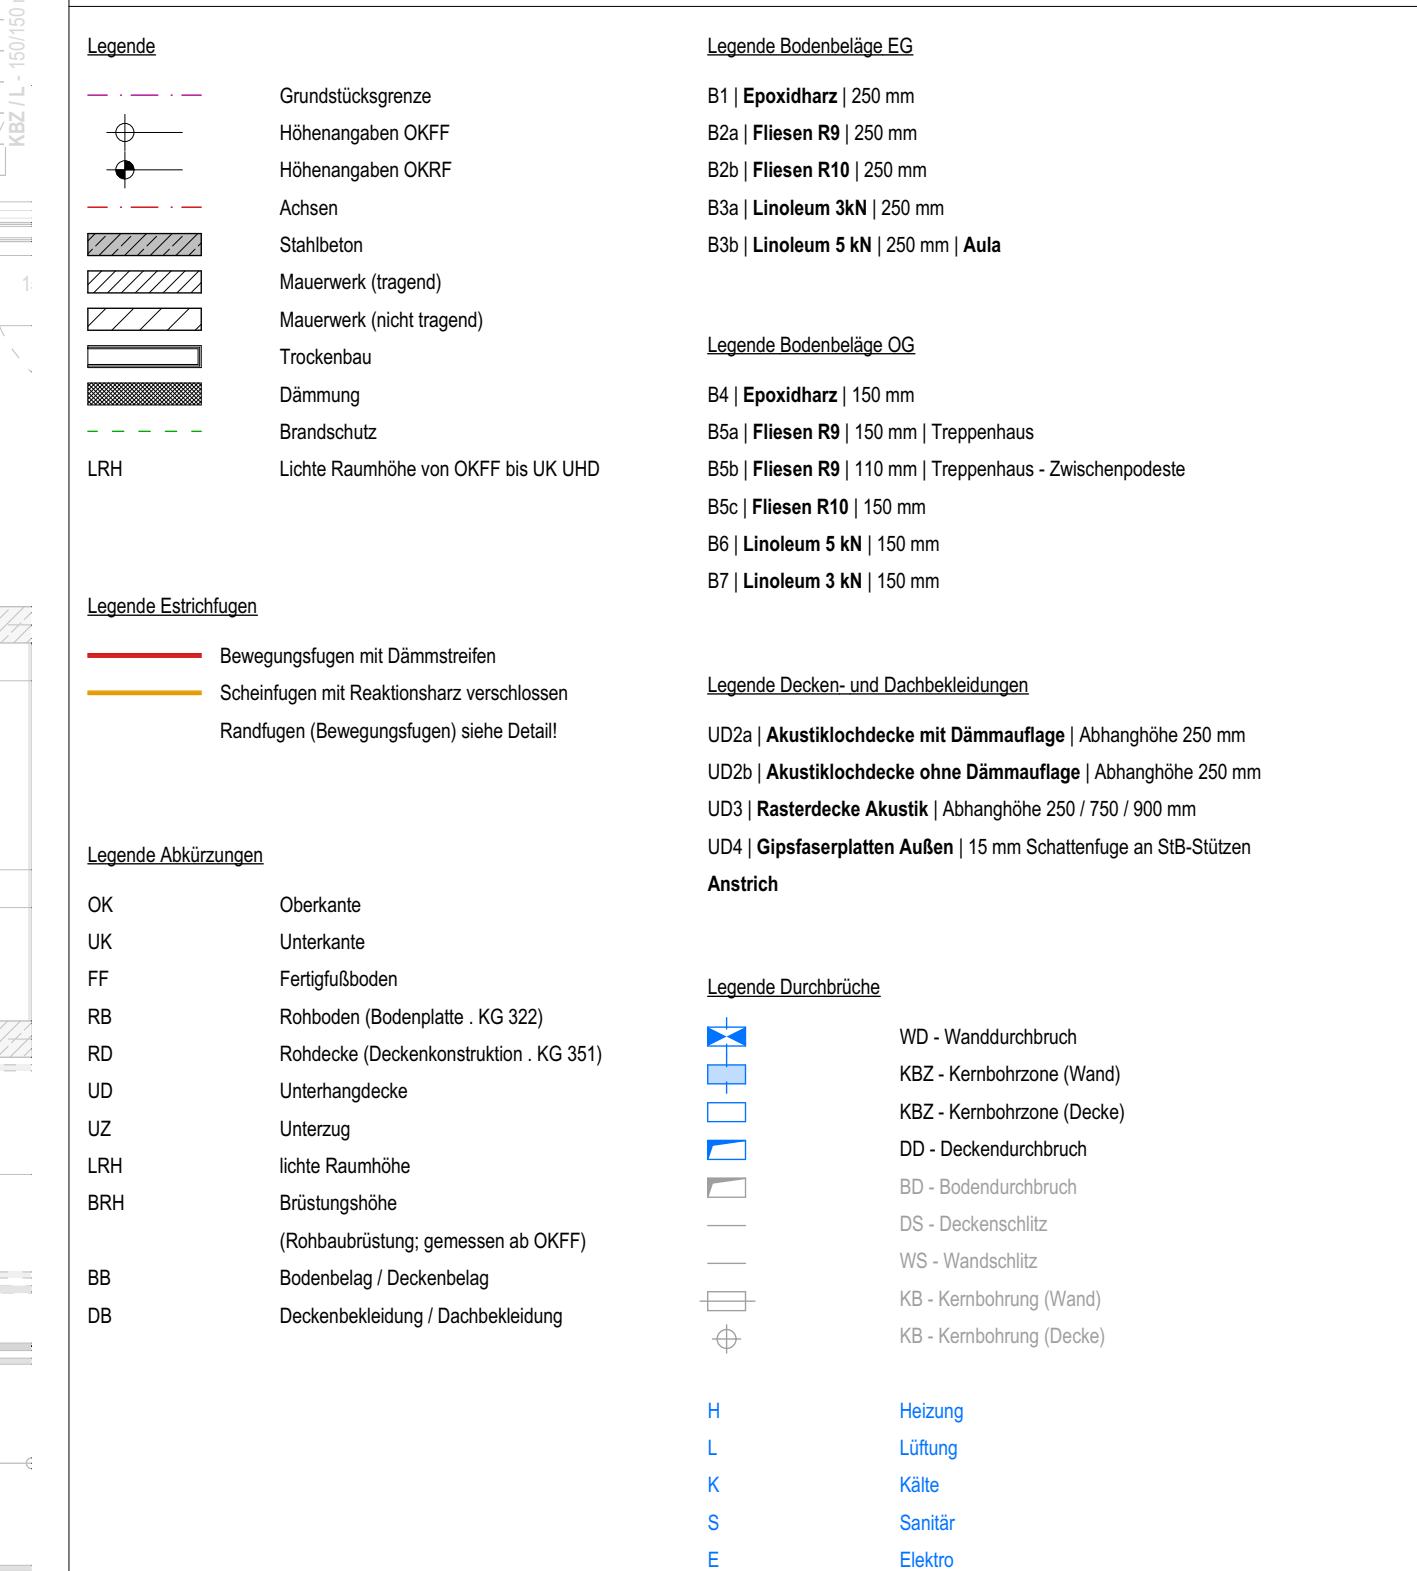 KBZ / L - 150/150
Legende
Grundstücksgrenze
Höhenangaben OKFF
Höhenangaben OKRF
Achsen
Stahlbeton
Mauerwerk (tragend)
Mauerwerk (nicht tragend)
Trockenbau
Dämmung
Brandschutz
LRH Lichte Raumhöhe von OKFF bis UK UHD
Legende Estrichfugen
Bewegungsfugen mit Dämmstreifen
Scheinfugen mit Reaktionsharz verschlossen
Randfugen (Bewegungsfugen) siehe Detail!
Legende Abkürzungen
OK Oberkante
UK Unterkante
FF Fertigfußboden
RB Rohboden (Bodenplatte . KG 322)
RD Rohdecke (Deckenkonstruktion . KG 351)
UD Unterhangdecke
UZ Unterzug
LRH lichte Raumhöhe
BRH Brüstungshöhe
(Rohbaubrüstung; gemessen ab OKFF)
BB Bodenbelag / Deckenbelag
DB Deckenbekleidung / Dachbekleidung
Legende Bodenbeläge EG
B1 | Epoxidharz | 250 mm
B2a | Fliesen R9 | 250 mm
B2b | Fliesen R10 | 250 mm
B3a | Linoleum 3kN | 250 mm
B3b | Linoleum 5 kN | 250 mm | Aula
Legende Bodenbeläge OG
B4 | Epoxidharz | 150 mm
B5a | Fliesen R9 | 150 mm | Treppenhaus
B5b | Fliesen R9 | 110 mm | Treppenhaus - Zwischenpodeste
B5c | Fliesen R10 | 150 mm
B6 | Linoleum 5 kN | 150 mm
B7 | Linoleum 3 kN | 150 mm
Legende Decken- und Dachbekleidungen
UD2a | Akustiklochdecke mit Dämmauflage | Abhanghöhe 250 mm
UD2b | Akustiklochdecke ohne Dämmauflage | Abhanghöhe 250 mm
UD3 | Rasterdecke Akustik | Abhanghöhe 250 / 750 / 900 mm
UD4 | Gipsfaserplatten Außen | 15 mm Schattenfuge an StB-Stützen
Anstrich
Legende Durchbrüche
WD - Wanddurchbruch
KBZ - Kernbohrzone (Wand)
KBZ - Kernbohrzone (Decke)
DD - Deckendurchbruch
BD - Bodendurchbruch
DS - Deckenschlitz
WS - Wandschlitz
KB - Kernbohrung (Wand)
KB - Kernbohrung (Decke)
H Heizung
L Lüftung
K Kälte
S Sanitär
E Elektro